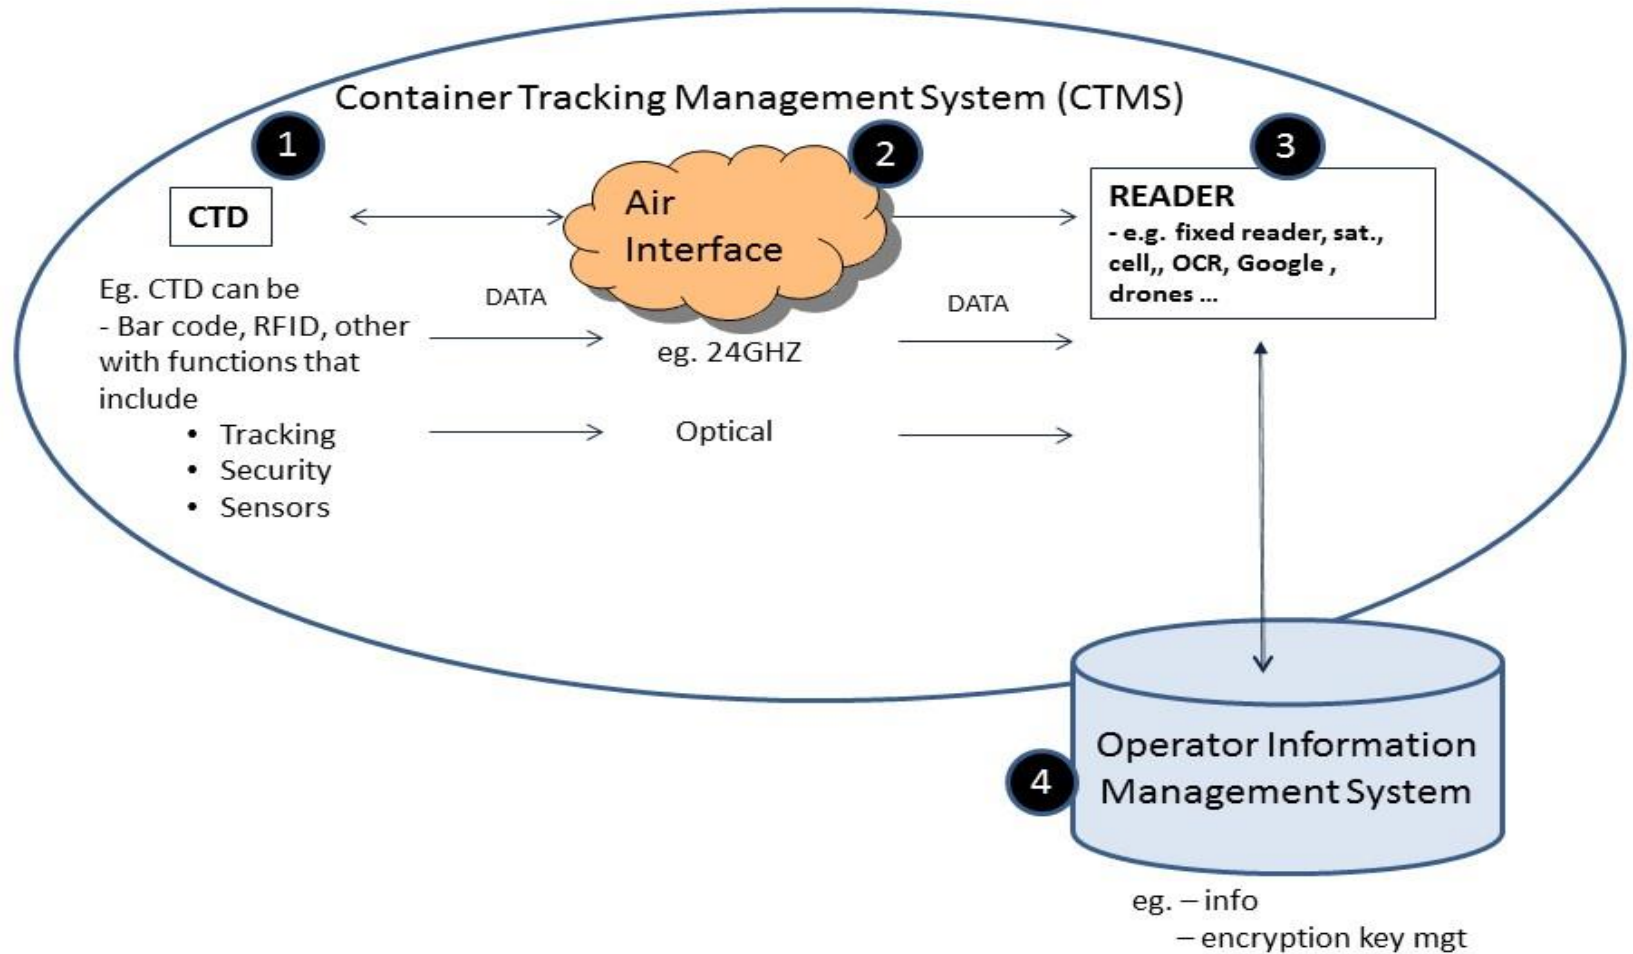 Container Tracking Management System (CTMS)
1
2
3
CTD
Air
Interface
READER
- e.g. fixed reader, sat.,
cell,, OCR, Google ,
drones ...
Eg. CTD can be
- Bar code, RFID, other
with functions that
include
• Tracking
• Security
• Sensors
DATA
DATA
eg. 24GHZ
Optical
4
Operator Information
Management System
eg. – info
– encryption key mgt